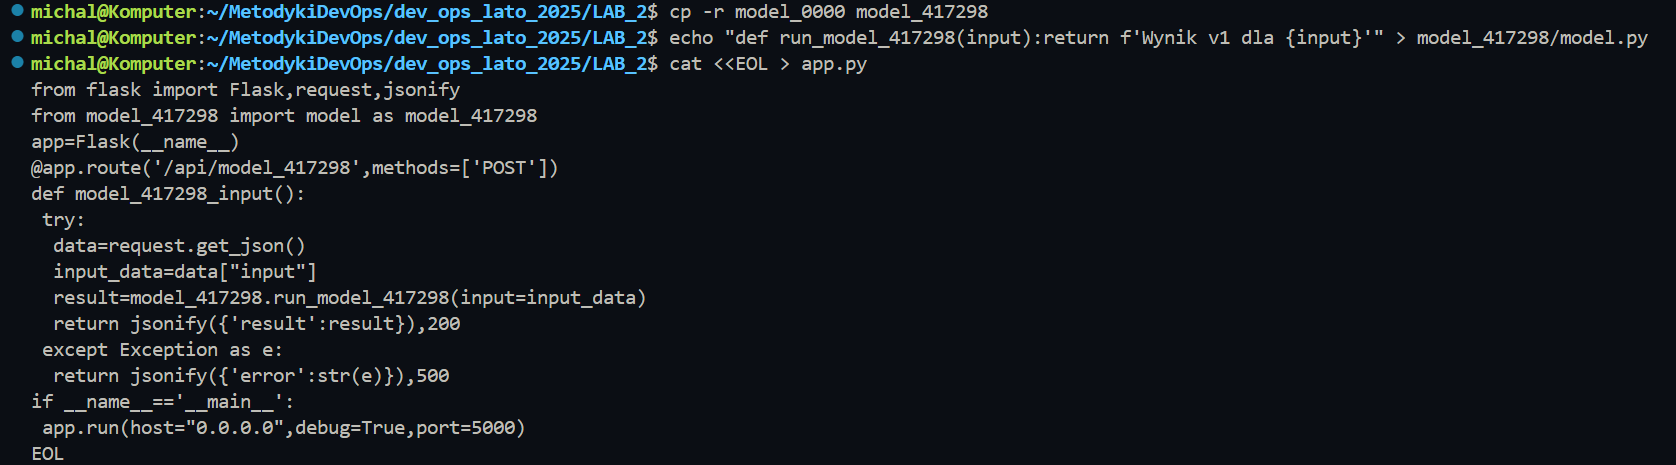 michal@Komputer:~/MetodykiDevOps/dev_ops_lato_2025/LAB_2$ cp -r model_0000 model_417298
michal@Komputer:~/MetodykiDevOps/dev_ops_lato_2025/LAB_2$ echo "def run_model_417298(input):return f'Wynik v1 dla {input}'" > model_417298/model.py
michal@Komputer:~/MetodykiDevOps/dev_ops_lato_2025/LAB_2$ cat <<EOL > app.py
from flask import Flask,request,jsonify
from model_417298 import model as model_417298
app=Flask(__name__)
@app.route('/api/model_417298',methods=['POST'])
def model_417298_input():
 try:
  data=request.get_json()
  input_data=data["input"]
  result=model_417298.run_model_417298(input=input_data)
  return jsonify({'result':result}),200
 except Exception as e:
  return jsonify({'error':str(e)}),500
if __name__=='__main__':
 app.run(host="0.0.0.0",debug=True,port=5000)
EOL